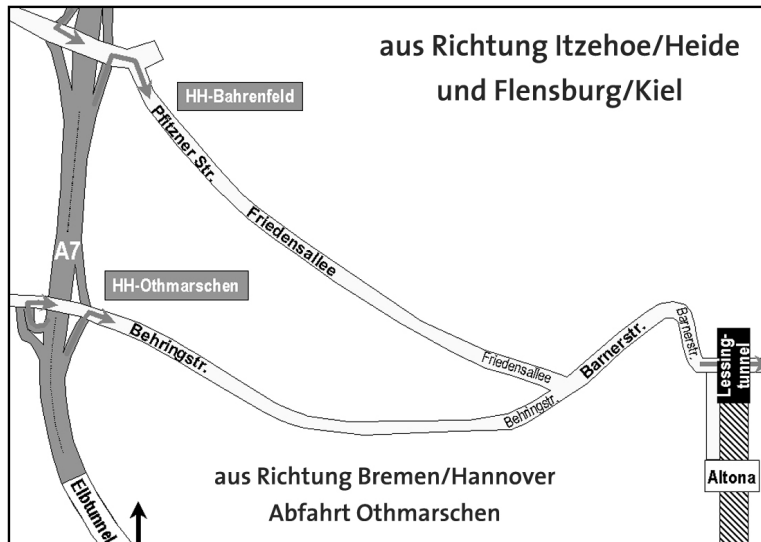 aus Richtung Itzehoe/Heide
und Flensburg/Kiel
HH-Bahrenfeld
Pfitzner Str.
Friedensallee
A7
HH-Othmarschen
Behringstr.
Friedensallee
Behringstr.
Barnerstr.
Barnerstr.
Lessing-
tunnel
Altona
aus Richtung Bremen/Hannover
Abfahrt Othmarschen
Elbtunnel